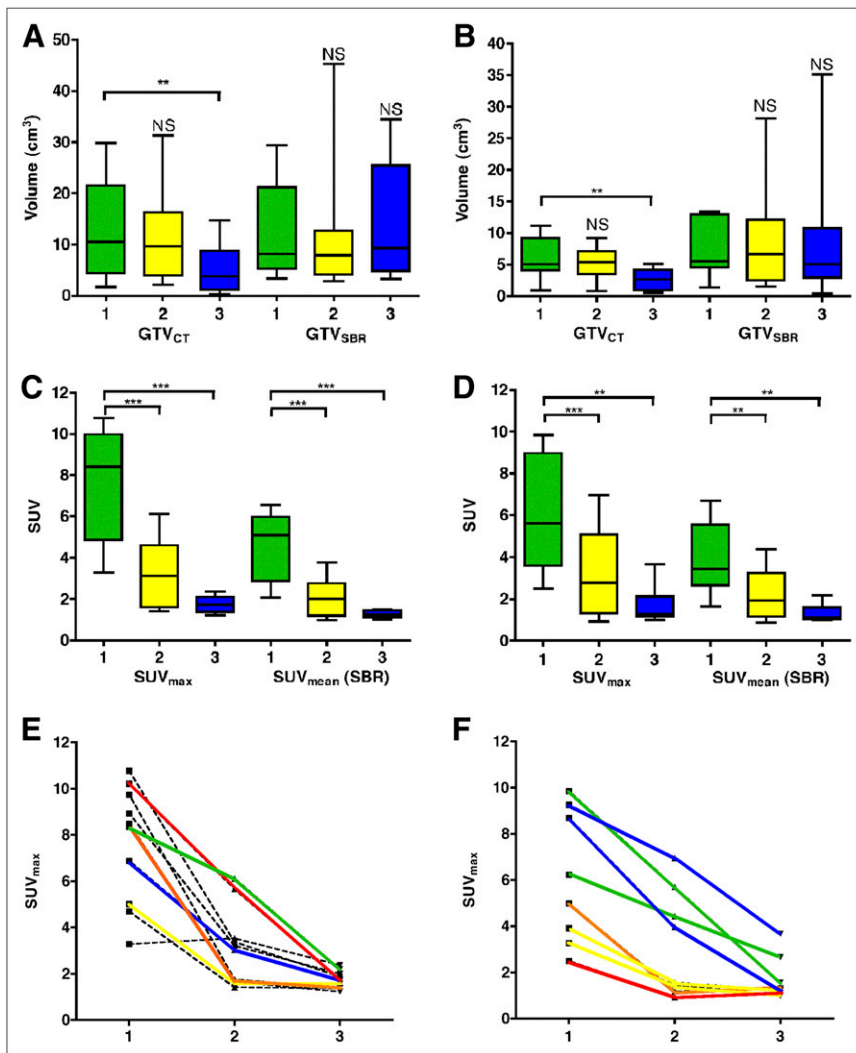 A
Volume (cm³)
50
40
30
20
10
0
**
NS
NS
NS
1 2 3 1 2 3
GTV_CT GTV_SBR
B
Volume (cm³)
40
35
30
25
20
15
10
5
0
**
NS
NS
NS
1 2 3 1 2 3
GTV_CT GTV_SBR
C
SUV
12
10
8
6
4
2
0
*** ***
*** ***
1 2 3 1 2 3
SUV_max SUV_mean (SBR)
D
SUV
12
10
8
6
4
2
0
** **
*** **
1 2 3 1 2 3
SUV_max SUV_mean (SBR)
E
SUV_max
12
10
8
6
4
2
0
1 2 3
F
SUV_max
12
10
8
6
4
2
0
1 2 3